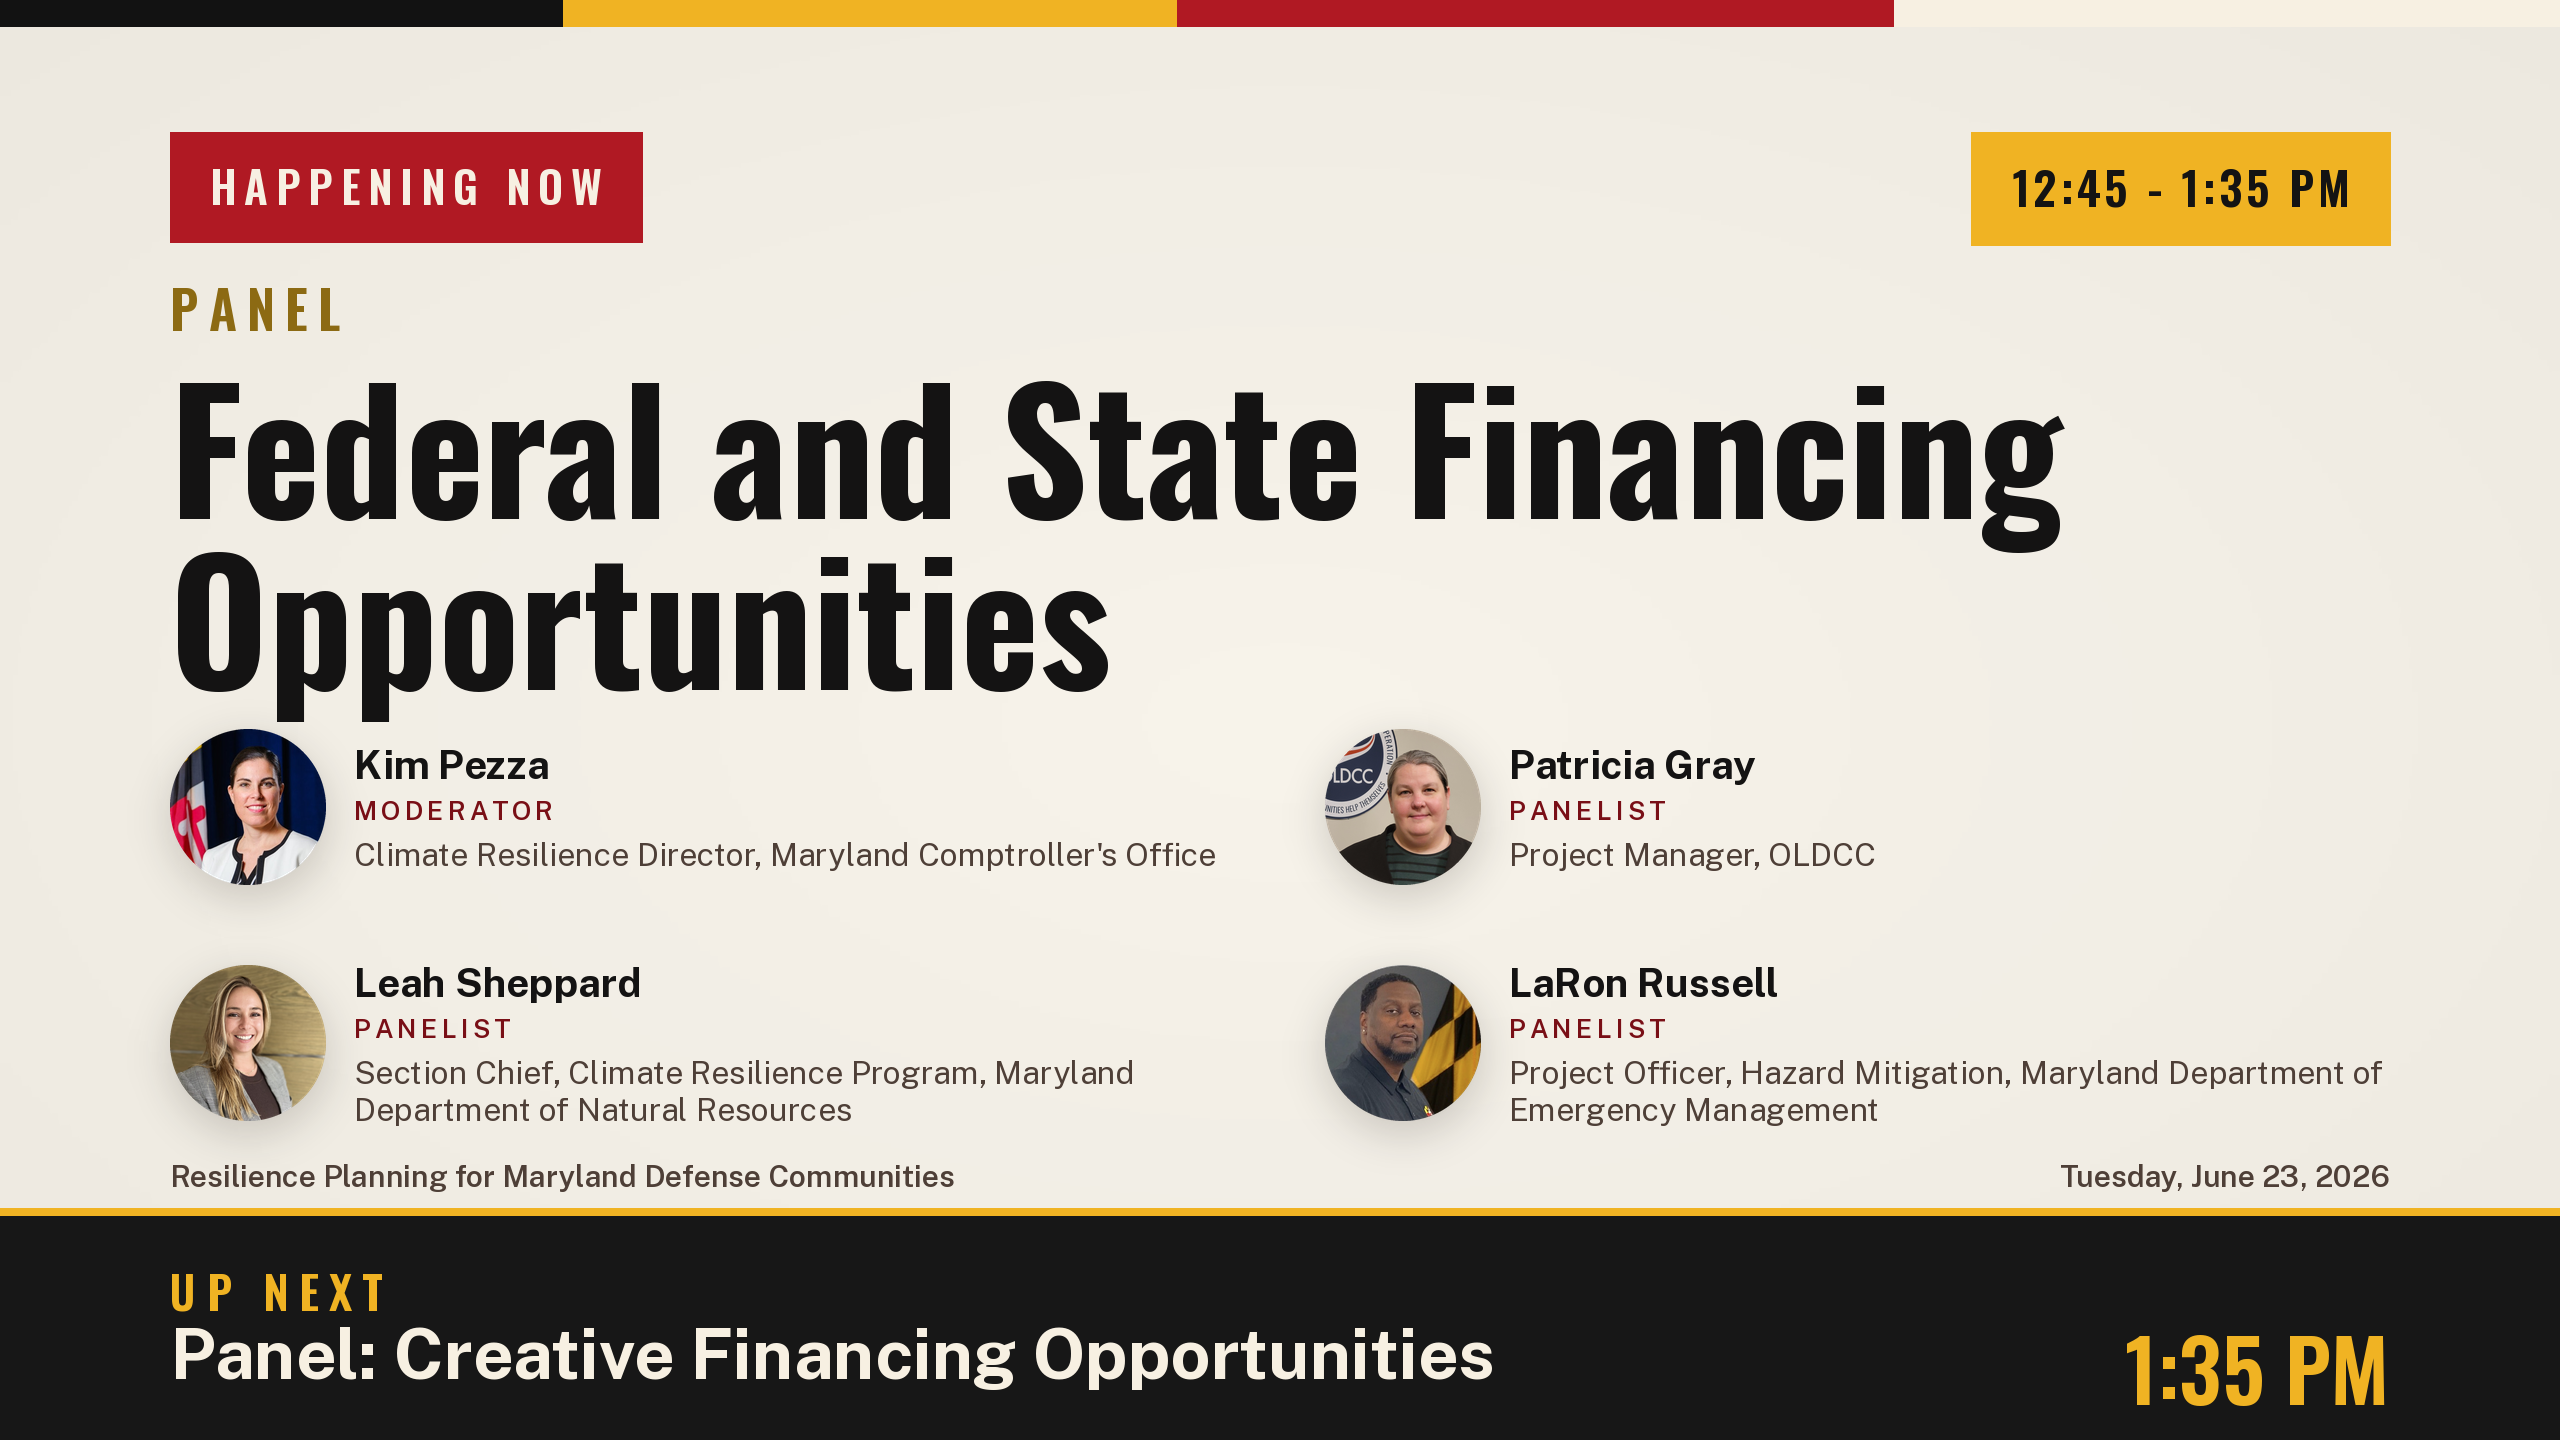 HAPPENING NOW
12:45 - 1:35 PM
PANEL
Federal and State Financing
Opportunities
Kim Pezza
MODERATOR
Climate Resilience Director, Maryland Comptroller's Office
LDCC
Patricia Gray
PANELIST
Project Manager, OLDCC
Leah Sheppard
PANELIST
Section Chief, Climate Resilience Program, Maryland
Department of Natural Resources
LaRon Russell
PANELIST
Project Officer, Hazard Mitigation, Maryland Department of
Emergency Management
Resilience Planning for Maryland Defense Communities
Tuesday, June 23, 2026
UP NEXT
Panel: Creative Financing Opportunities
1:35 PM